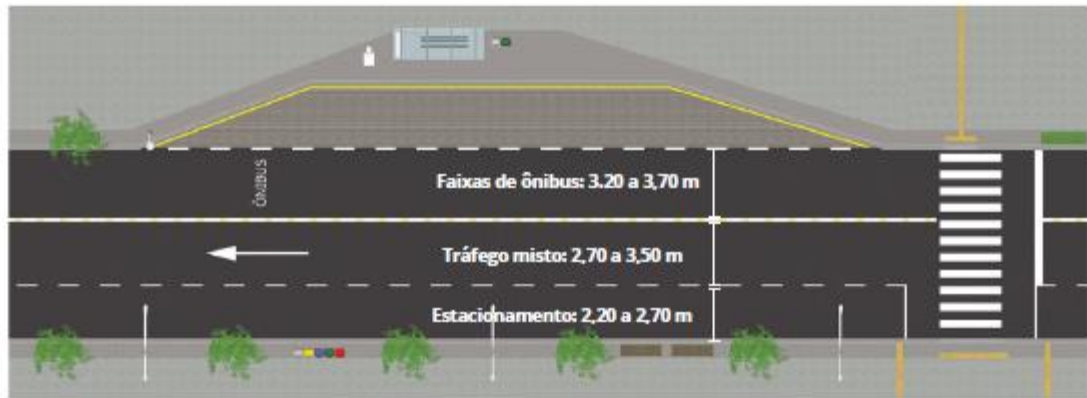 Faixas de ônibus: 3.20 a 3,70 m
ÔNIBUS
Tráfego misto: 2,70 a 3,50 m
Estacionamento: 2,20 a 2,70 m